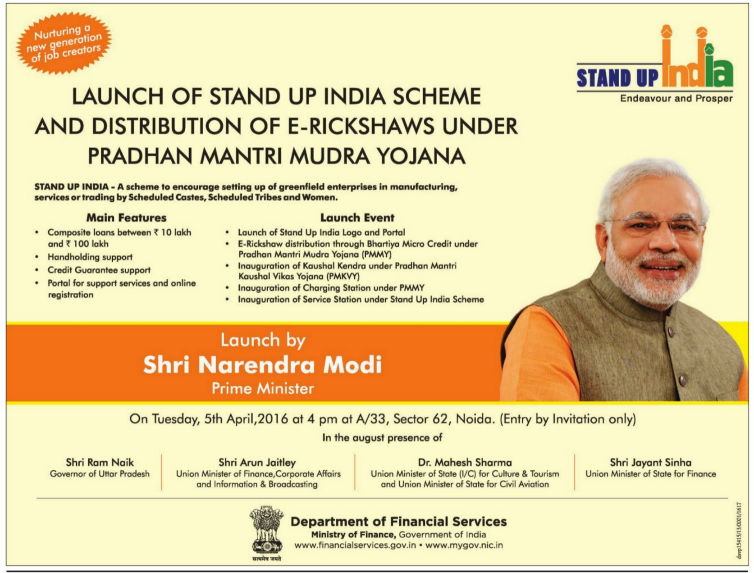 Nurturing a
new generation
of job creators
STAND UP India
Endeavour and Prosper
LAUNCH OF STAND UP INDIA SCHEME
AND DISTRIBUTION OF E-RICKSHAWS UNDER
PRADHAN MANTRI MUDRA YOJANA
STAND UP INDIA - A scheme to encourage setting up of greenfield enterprises in manufacturing,
services or trading by Scheduled Castes, Scheduled Tribes and Women.
Main Features
• Composite loans between ₹ 10 lakh
and ₹ 100 lakh
• Handholding support
• Credit Guarantee support
• Portal for support services and online
registration
Launch Event
• Launch of Stand Up India Logo and Portal
• E-Rickshaw distribution through Bhartiya Micro Credit under
Pradhan Mantri Mudra Yojana (PMMY)
• Inauguration of Kaushal Kendra under Pradhan Mantri
Kaushal Vikas Yojana (PMKVY)
• Inauguration of Charging Station under PMMY
• Inauguration of Service Station under Stand Up India Scheme
Launch by
Shri Narendra Modi
Prime Minister
On Tuesday, 5th April,2016 at 4 pm at A/33, Sector 62, Noida. (Entry by Invitation only)
In the august presence of
Shri Ram Naik
Governor of Uttar Pradesh
Shri Arun Jaitley
Union Minister of Finance,Corporate Affairs
and Information & Broadcasting
Dr. Mahesh Sharma
Union Minister of State (I/C) for Culture & Tourism
and Union Minister of State for Civil Aviation
Shri Jayant Sinha
Union Minister of State for Finance
सत्यमेव जयते
Department of Financial Services
Ministry of Finance, Government of India
www.financialservices.gov.in • www.mygov.nic.in